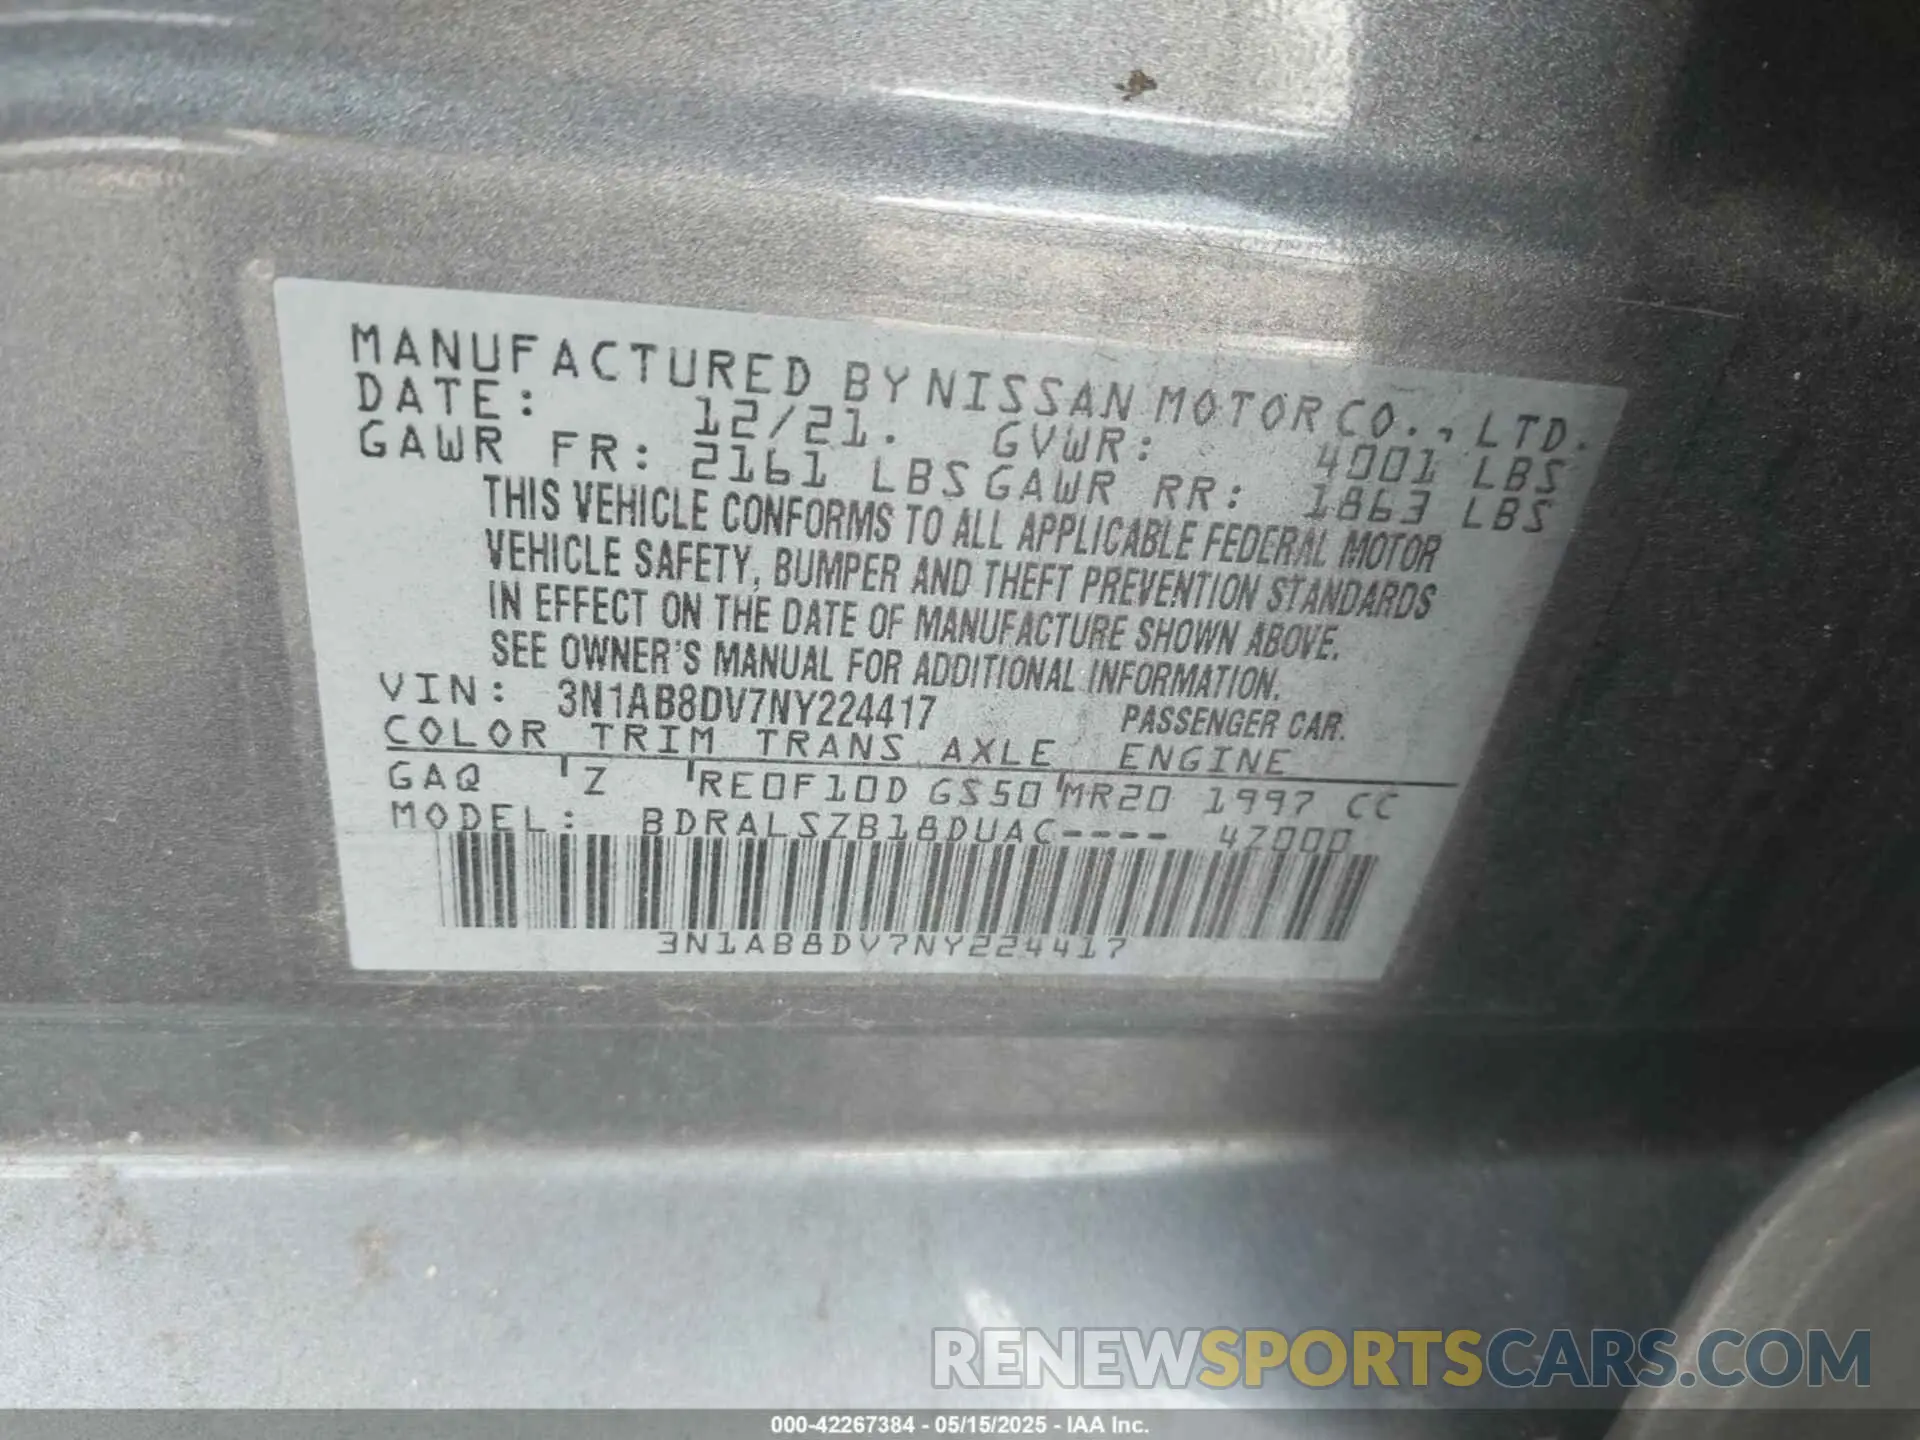 MANUFACTURED BY NISSAN MOTOR CO., LTD.
DATE: 12/21. GVWR: 4001 LBS
GAWR FR: 2161 LBS GAWR RR: 1863 LBS
THIS VEHICLE CONFORMS TO ALL APPLICABLE FEDERAL MOTOR
VEHICLE SAFETY, BUMPER AND THEFT PREVENTION STANDARDS
IN EFFECT ON THE DATE OF MANUFACTURE SHOWN ABOVE.
SEE OWNER'S MANUAL FOR ADDITIONAL INFORMATION.
VIN: 3N1AB8DV7NY224417 PASSENGER CAR.
COLOR TRIM TRANS AXLE ENGINE
GAQ 'Z 'RE0F10D GS50 'MR20 1997 CC
MODEL: BDRALSZB18DUAC---- 47000
3N1AB8DV7NY224417
RENEWSPORTSCARS.COM
000-42267384 - 05/15/2025 - IAA Inc.